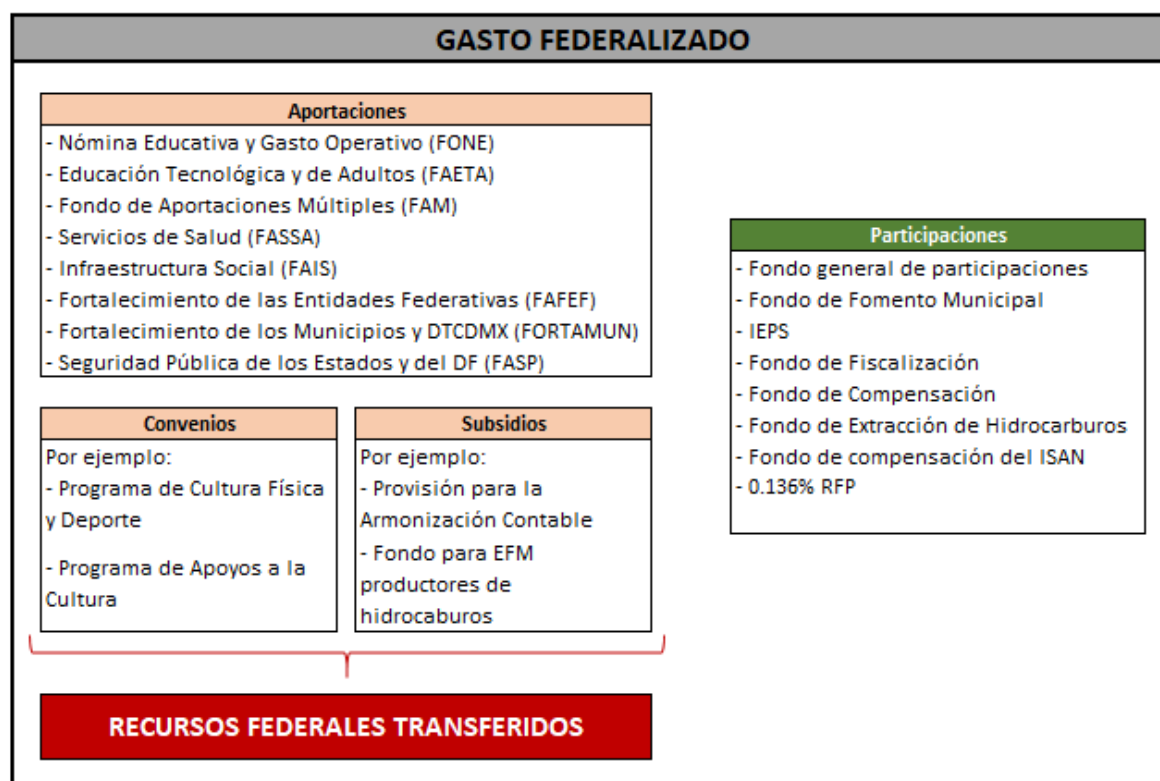 GASTO FEDERALIZADO
Aportaciones
- Nómina Educativa y Gasto Operativo (FONE)
- Educación Tecnológica y de Adultos (FAETA)
- Fondo de Aportaciones Múltiples (FAM)
- Servicios de Salud (FASSA)
- Infraestructura Social (FAIS)
- Fortalecimiento de las Entidades Federativas (FAFEF)
- Fortalecimiento de los Municipios y DTCDMX (FORTAMUN)
- Seguridad Pública de los Estados y del DF (FASP)
Convenios
Por ejemplo:
- Programa de Cultura Física
y Deporte
- Programa de Apoyos a la
Cultura
Subsidios
Por ejemplo:
- Provisión para la
Armonización Contable
- Fondo para EFM
productores de
hidrocaburos
RECURSOS FEDERALES TRANSFERIDOS
Participaciones
- Fondo general de participaciones
- Fondo de Fomento Municipal
- IEPS
- Fondo de Fiscalización
- Fondo de Compensación
- Fondo de Extracción de Hidrocarburos
- Fondo de compensación del ISAN
- 0.136% RFP